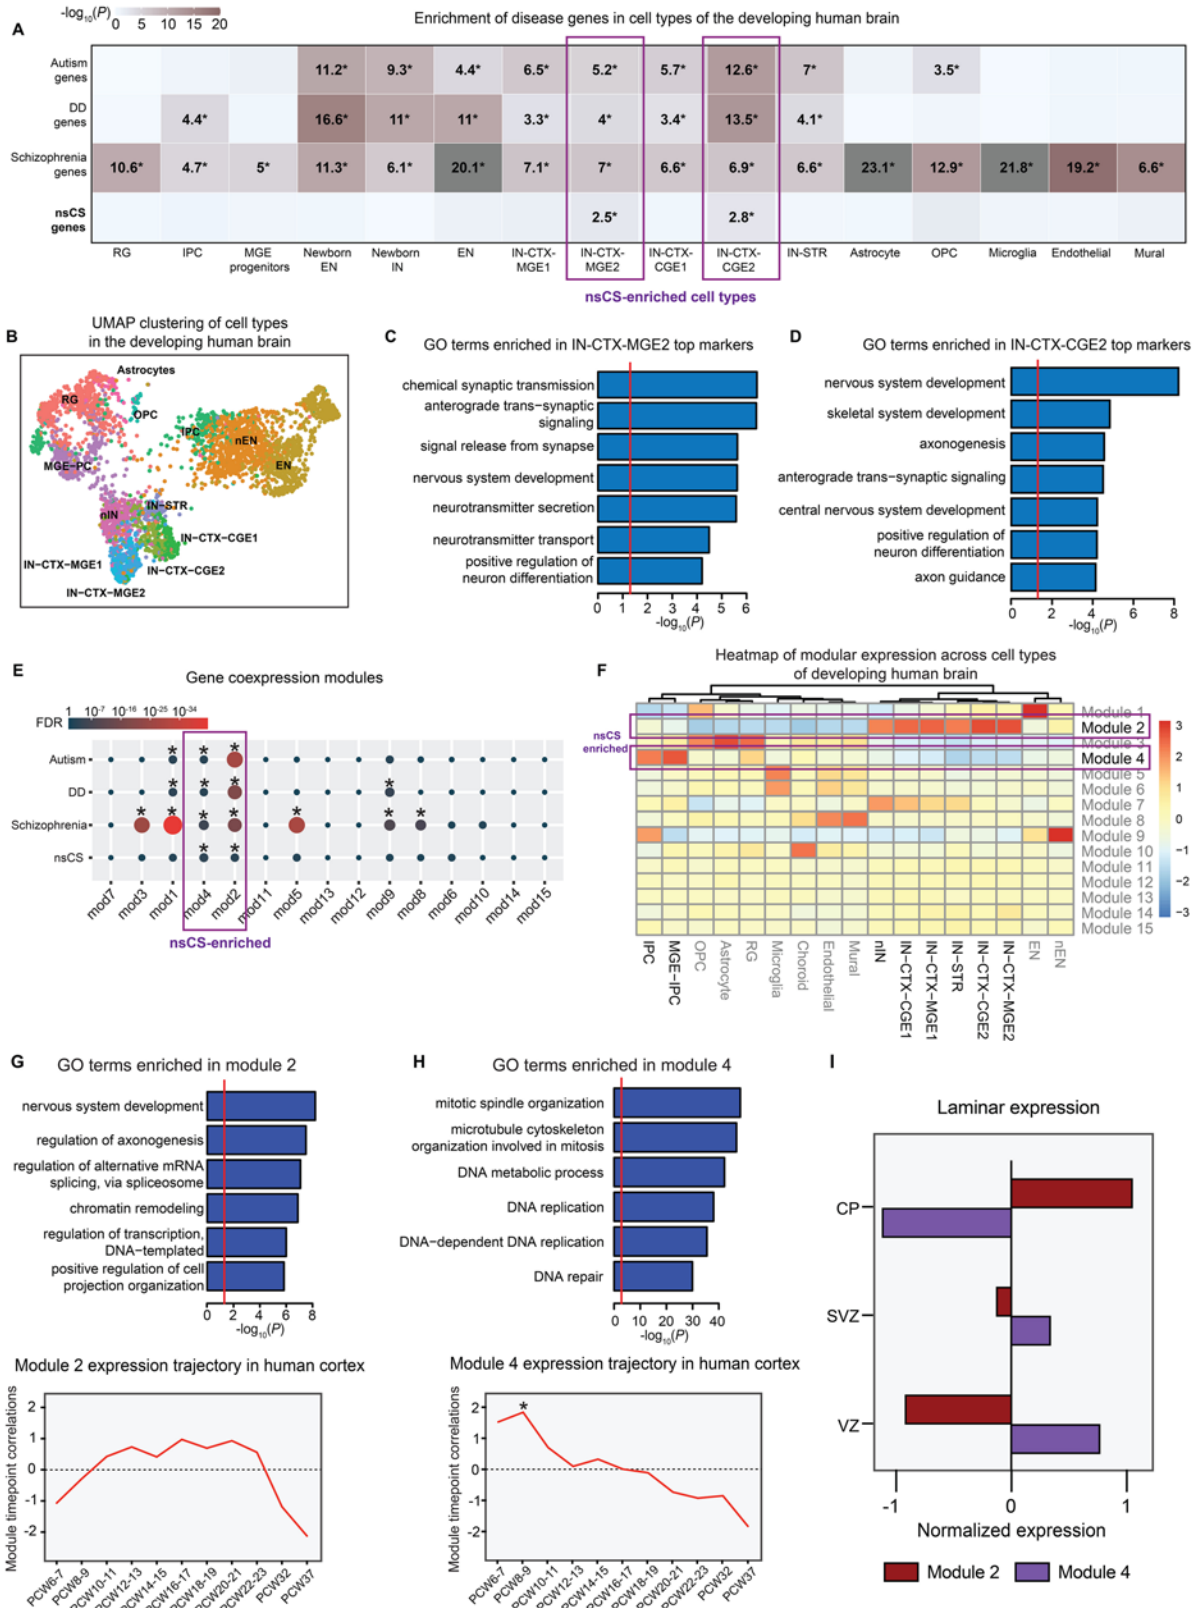 A
-log10(P)
0 5 10 15 20
Enrichment of disease genes in cell types of the developing human brain
Autism
genes
11.2* 9.3* 4.4* 6.5* 5.2* 5.7* 12.6* 7* 3.5*
DD
genes
4.4* 16.6* 11* 11* 3.3* 4* 3.4* 13.5* 4.1*
Schizophrenia
genes
10.6* 4.7* 5* 11.3* 6.1* 20.1* 7.1* 7* 6.6* 6.9* 6.6* 23.1* 12.9* 21.8* 19.2* 6.6*
nsCS
genes
2.5* 2.8*
RG
IPC
MGE
progenitors
Newborn
EN
Newborn
IN
EN
IN-CTX-
MGE1
IN-CTX-
MGE2
IN-CTX-
CGE1
IN-CTX-
CGE2
IN-STR
Astrocyte
OPC
Microglia
Endothelial
Mural
nsCS-enriched cell types
B
UMAP clustering of cell types
in the developing human brain
Astrocytes
RG
OPC
IPC
nEN
EN
MGE−PC
IN−STR
nIN
IN−CTX−CGE1
IN−CTX−MGE1
IN−CTX−CGE2
IN−CTX−MGE2
C
GO terms enriched in IN-CTX-MGE2 top markers
chemical synaptic transmission
anterograde trans−synaptic
signaling
signal release from synapse
nervous system development
neurotransmitter secretion
neurotransmitter transport
positive regulation of
neuron differentiation
0 1 2 3 4 5 6
-log10(P)
D
GO terms enriched in IN-CTX-CGE2 top markers
nervous system development
skeletal system development
axonogenesis
anterograde trans−synaptic signaling
central nervous system development
positive regulation of
neuron differentiation
axon guidance
0 2 4 6 8
-log10(P)
E
Gene coexpression modules
FDR
1 10-7 10-16 10-25 10-34
Autism
* * *
DD
* * * *
Schizophrenia
* * * * * * *
nsCS
* *
mod7
mod3
mod1
mod4
mod2
mod11
mod5
mod13
mod12
mod9
mod8
mod6
mod10
mod14
mod15
nsCS-enriched
F
Heatmap of modular expression across cell types
of developing human brain
nsCS
enriched
Module 1
Module 2
Module 3
Module 4
Module 5
Module 6
Module 7
Module 8
Module 9
Module 10
Module 11
Module 12
Module 13
Module 14
Module 15
3
2
1
0
−1
−2
−3
IPC
MGE-IPC
OPC
Astrocyte
RG
Microglia
Choroid
Endothelial
Mural
nIN
IN-CTX-CGE1
IN-CTX-MGE1
IN-STR
IN-CTX-CGE2
IN-CTX-MGE2
EN
nEN
G
GO terms enriched in module 2
nervous system development
regulation of axonogenesis
regulation of alternative mRNA
splicing, via spliceosome
chromatin remodeling
regulation of transcription,
DNA−templated
positive regulation of cell
projection organization
0 2 4 6 8
-log10(P)
Module 2 expression trajectory in human cortex
Module timepoint correlations
2
1
0
-1
-2
PCW6-7
PCW8-9
PCW10-11
PCW12-13
PCW14-15
PCW16-17
PCW18-19
PCW20-21
PCW22-23
PCW32
PCW37
H
GO terms enriched in module 4
mitotic spindle organization
microtubule cytoskeleton
organization involved in mitosis
DNA metabolic process
DNA replication
DNA−dependent DNA replication
DNA repair
0 10 20 30 40
-log10(P)
Module 4 expression trajectory in human cortex
Module timepoint correlations
2
1
0
-1
-2
*
PCW6-7
PCW8-9
PCW10-11
PCW12-13
PCW14-15
PCW16-17
PCW18-19
PCW20-21
PCW22-23
PCW32
PCW37
I
Laminar expression
CP
SVZ
VZ
-1 0 1
Normalized expression
Module 2
Module 4